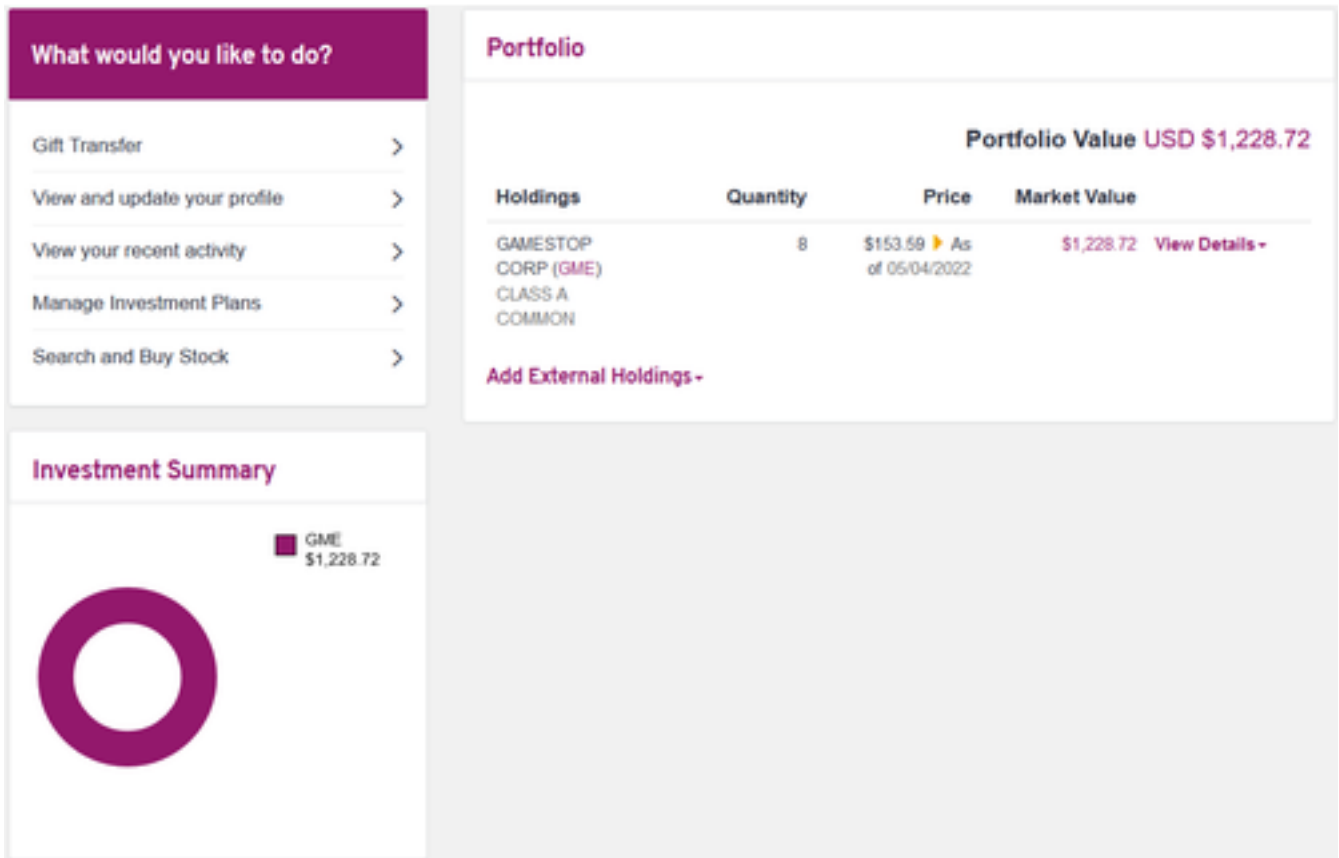 What would you like to do?
Gift Transfer
View and update your profile
View your recent activity
Manage Investment Plans
Search and Buy Stock
Portfolio
Portfolio Value USD $1,228.72
Holdings Quantity Price Market Value
GAMESTOP 8 $153.59 As $1,228.72 View Details
CORP (GME) of 05/04/2022
CLASS A
COMMON
Add External Holdings
Investment Summary
GME
$1,228.72